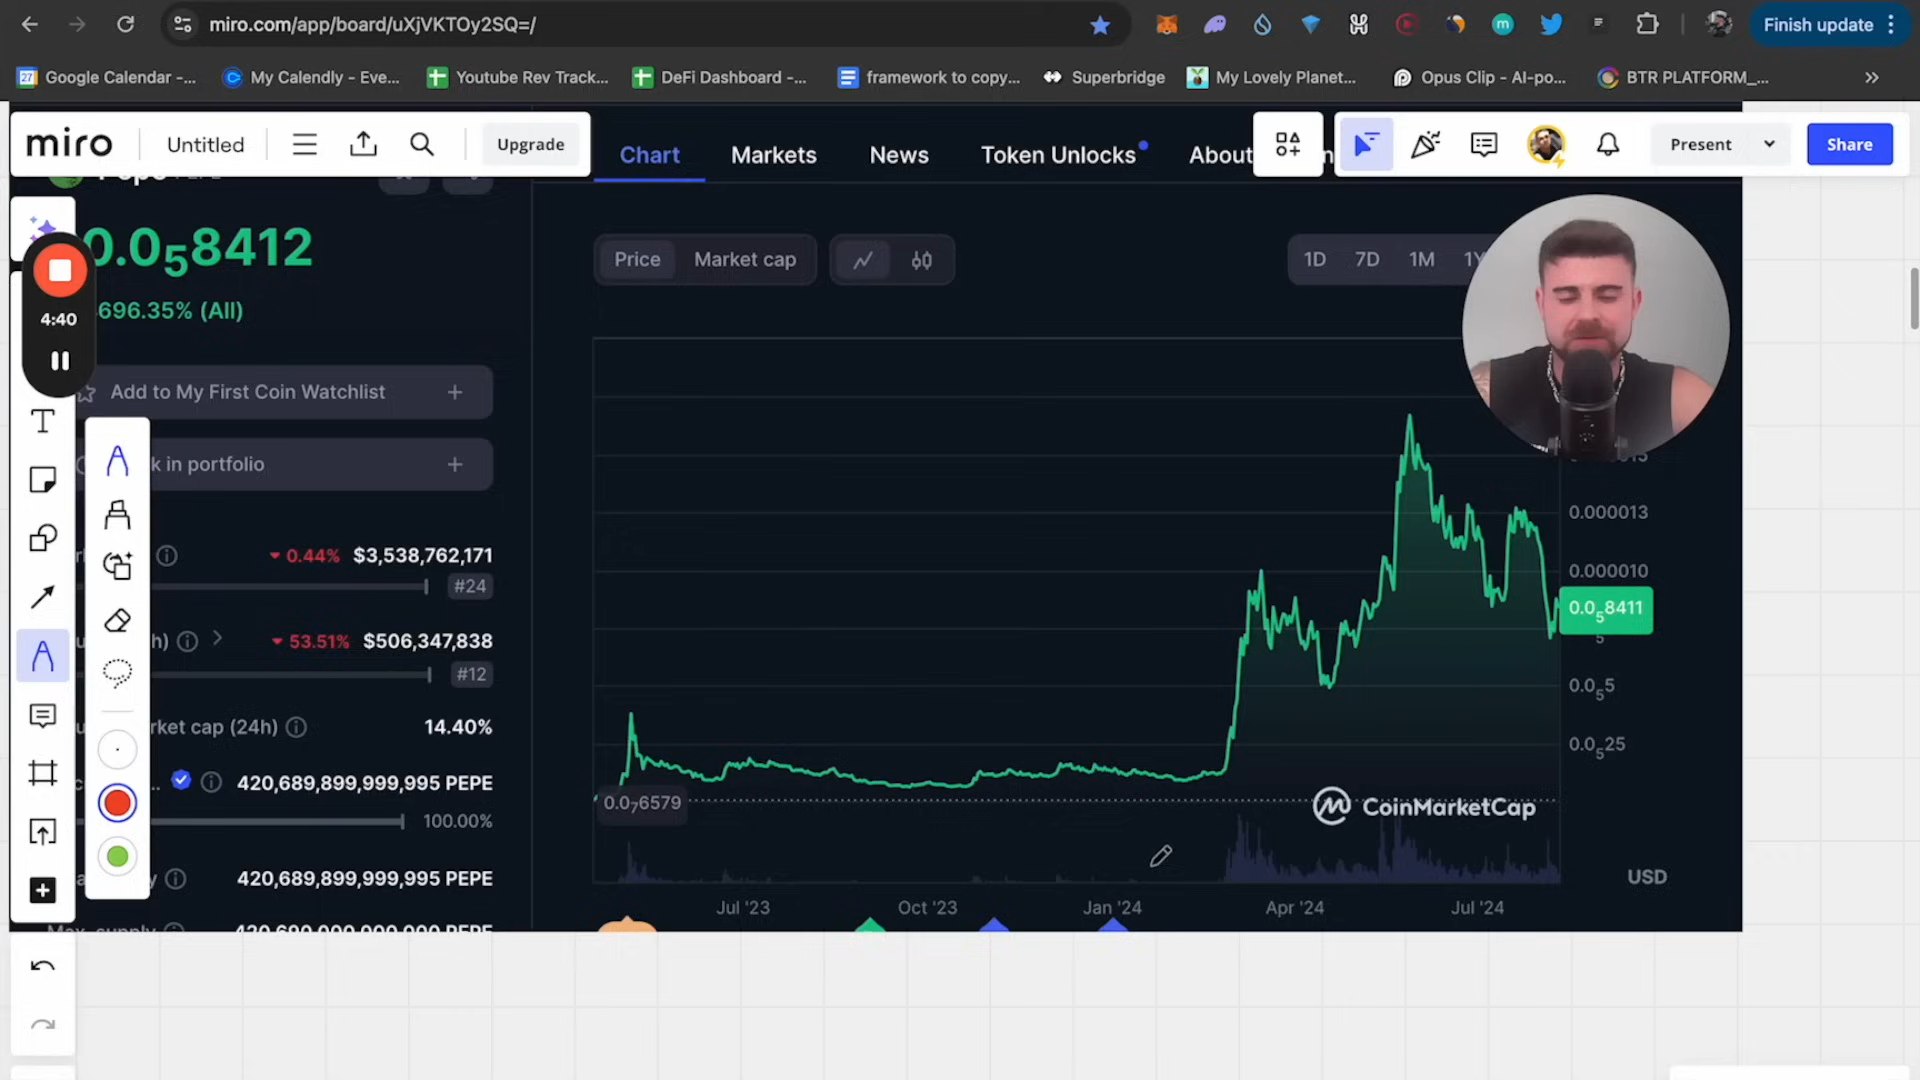 miro.com/app/board/uXjVKTOy2SQ=/
Finish update
Google Calendar -...
My Calendly - Eve...
Youtube Rev Track...
DeFi Dashboard -...
framework to copy...
Superbridge
My Lovely Planet...
Opus Clip - AI-po...
BTR PLATFORM_...
miro
Untitled
Upgrade
Chart
Markets
News
Token Unlocks
About
Present
Share
0.0₅8412
696.35% (All)
4:40
Price
Market cap
1D
7D
1M
Add to My First Coin Watchlist
k in portfolio
0.44%
$3,538,762,171
#24
h)
53.51%
$506,347,838
#12
rket cap (24h)
14.40%
420,689,899,999,995 PEPE
100.00%
420,689,899,999,995 PEPE
0.000013
0.000010
0.0₅8411
0.0₅5
0.0₅25
0.0₇6579
CoinMarketCap
USD
Jul '23
Oct '23
Jan '24
Apr '24
Jul '24